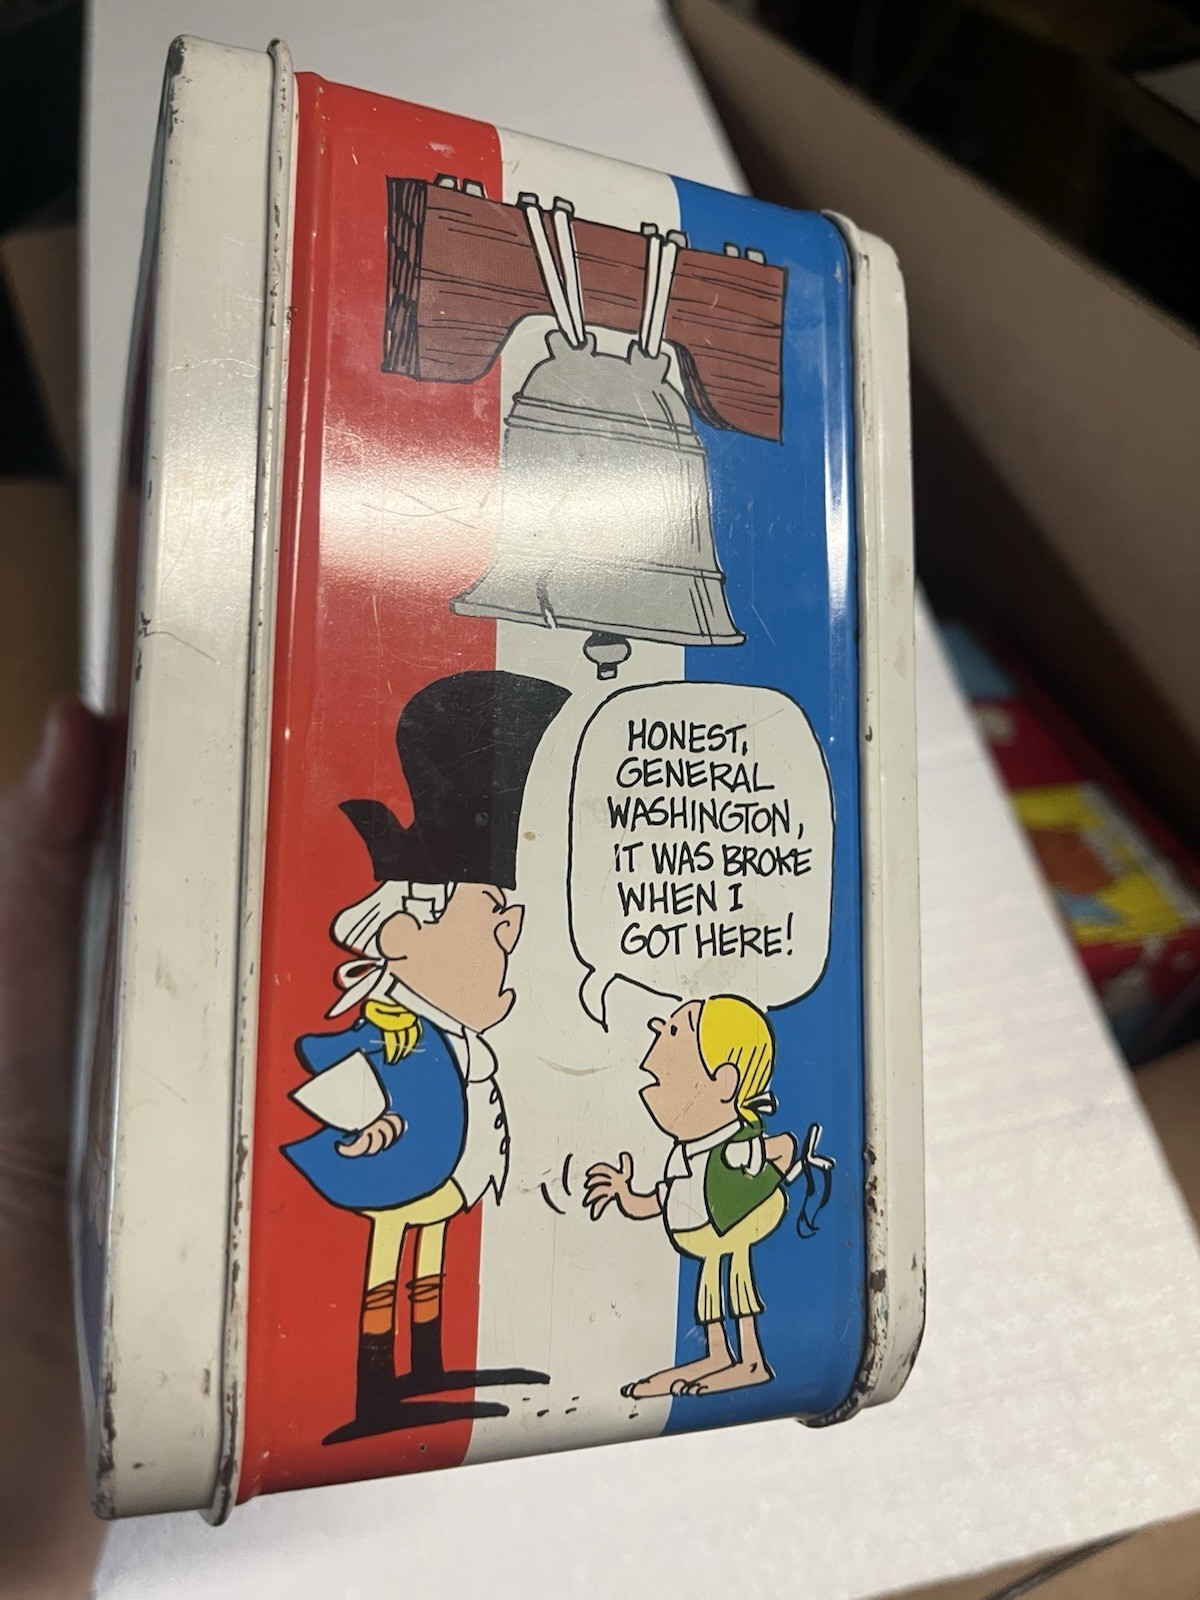 HONEST,
GENERAL
WASHINGTON,
IT WAS BROKE
WHEN I
GOT HERE!